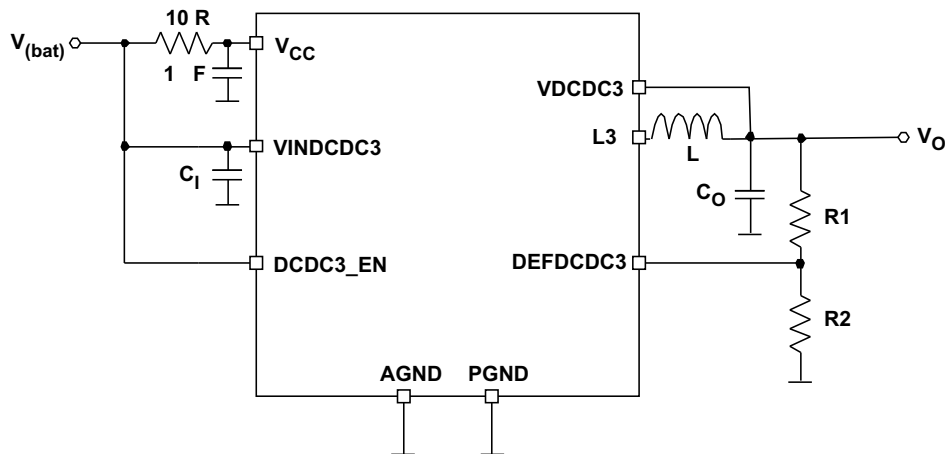 10 R
V(bat)
VCC
1 F
VDCDC3
L3
VO
VINDCDC3
L
CI
CO
R1
DCDC3_EN
DEFDCDC3
R2
AGND PGND